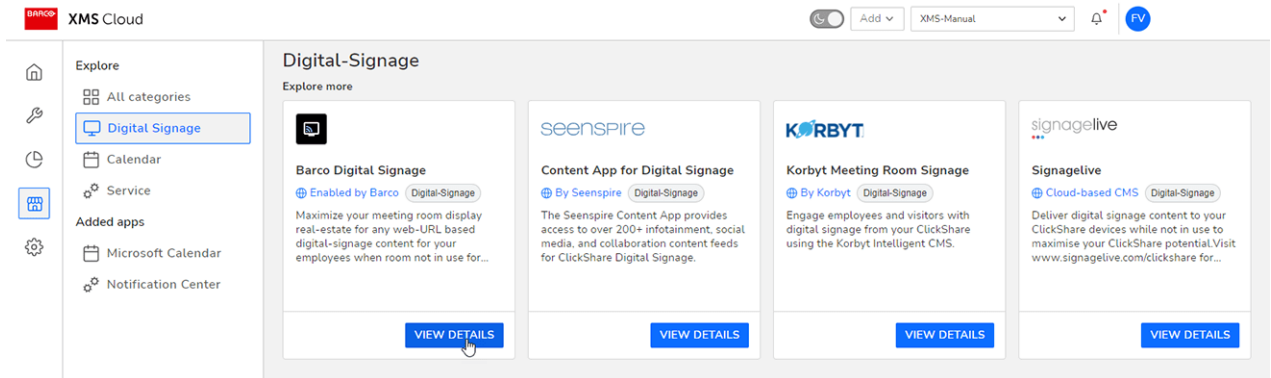 BARCO XMS Cloud
Add
XMS-Manual
FV
Explore
All categories
Digital Signage
Calendar
Service
Added apps
Microsoft Calendar
Notification Center
Digital-Signage
Explore more
Barco Digital Signage
Enabled by Barco Digital-Signage
Maximize your meeting room display
real-estate for any web-URL based
digital-signage content for your
employees when room not in use for...
VIEW DETAILS
seenspire
Content App for Digital Signage
By Seenspire Digital-Signage
The Seenspire Content App provides
access to over 200+ infotainment, social
media, and collaboration content feeds
for ClickShare Digital Signage.
VIEW DETAILS
KORBYT
Korbyt Meeting Room Signage
By Korbyt Digital-Signage
Engage employees and visitors with
digital signage from your ClickShare
using the Korbyt Intelligent CMS.
VIEW DETAILS
signagelive
Signagelive
Cloud-based CMS Digital-Signage
Deliver digital signage content to your
ClickShare devices while not in use to
maximise your ClickShare potential.Visit
www.signagelive.com/clickshare for...
VIEW DETAILS